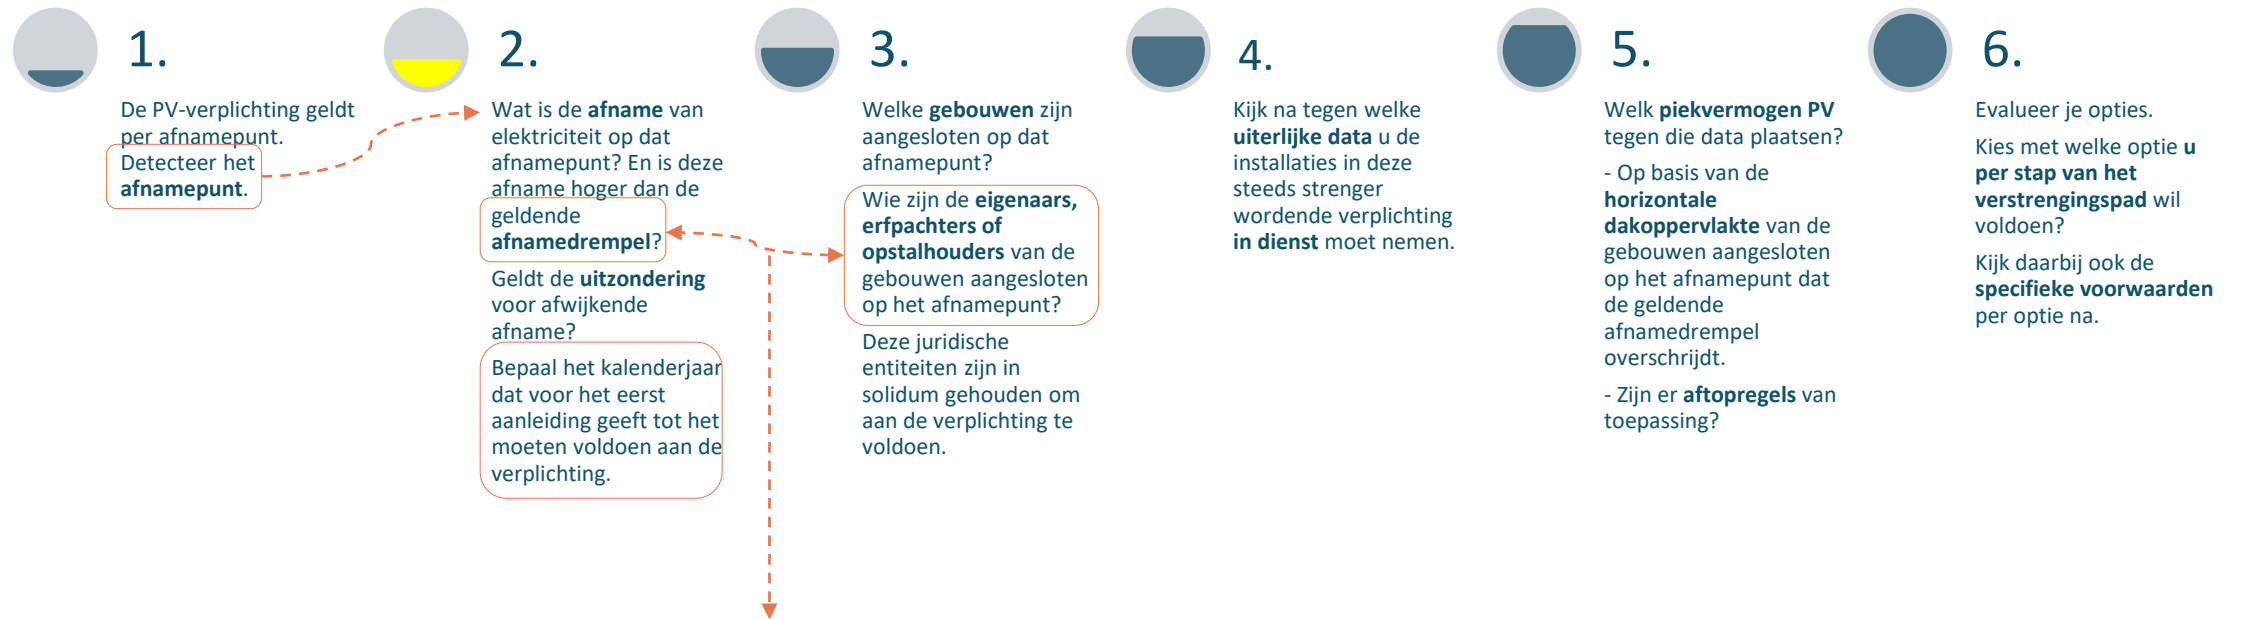 1.
De PV-verplichting geldt
per afnamepunt.
Detecteer het
afnamepunt.
2.
Wat is de afname van
elektriciteit op dat
afnamepunt? En is deze
afname hoger dan de
geldende
afnamedrempel?
Geldt de uitzondering
voor afwijkende
afname?
Bepaal het kalenderjaar
dat voor het eerst
aanleiding geeft tot het
moeten voldoen aan de
verplichting.
3.
Welke gebouwen zijn
aangesloten op dat
afnamepunt?
Wie zijn de eigenaars,
erfpachters of
opstalhouders van de
gebouwen aangesloten
op het afnamepunt?
Deze juridische
entiteiten zijn in
solidum gehouden om
aan de verplichting te
voldoen.
4.
Kijk na tegen welke
uiterlijke data u de
installaties in deze
steeds strenger
wordende verplichting
in dienst moet nemen.
5.
Welk piekvermogen PV
tegen die data plaatsen?
- Op basis van de
horizontale
dakoppervlakte van de
gebouwen aangesloten
op het afnamepunt dat
de geldende
afnamedrempel
overschrijdt.
- Zijn er aftopregels van
toepassing?
6.
Evalueer je opties.
Kies met welke optie u
per stap van het
verstrengingspad wil
voldoen?
Kijk daarbij ook de
specifieke voorwaarden
per optie na.